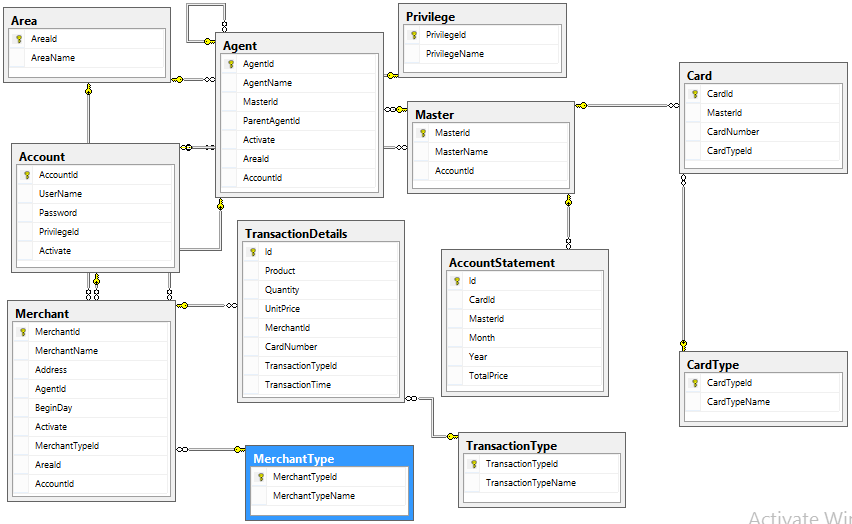 Area
AreaId
AreaName
Agent
AgentId
AgentName
MasterId
ParentAgentId
Activate
AreaId
AccountId
Privilege
PrivilegeId
PrivilegeName
Master
MasterId
MasterName
AccountId
Card
CardId
MasterId
CardNumber
CardTypeId
Account
AccountId
UserName
Password
PrivilegeId
Activate
TransactionDetails
Id
Product
Quantity
UnitPrice
MerchantId
CardNumber
TransactionTypeId
TransactionTime
AccountStatement
Id
CardId
MasterId
Month
Year
TotalPrice
Merchant
MerchantId
MerchantName
Address
AgentId
BeginDay
Activate
MerchantTypeId
AreaId
AccountId
CardType
CardTypeId
CardTypeName
MerchantType
MerchantTypeId
MerchantTypeName
TransactionType
TransactionTypeId
TransactionTypeName
Activate Win